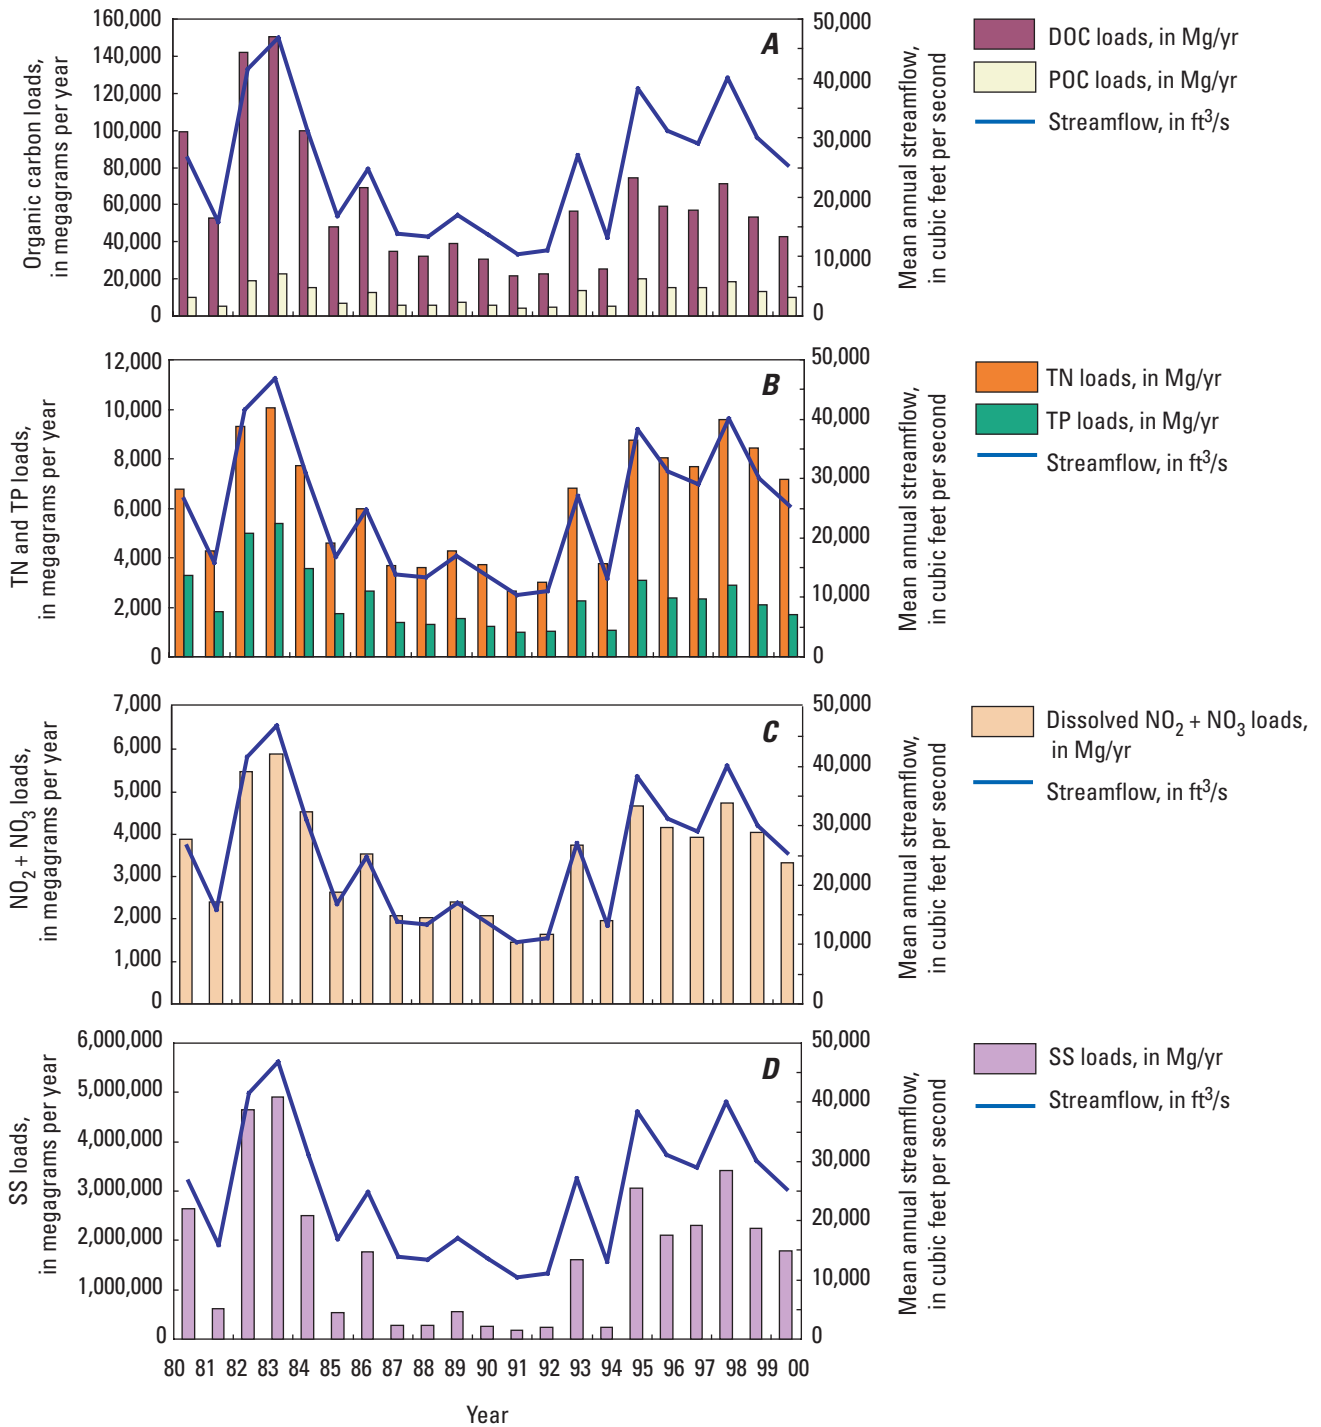 160,000
140,000
120,000
100,000
80,000
60,000
40,000
20,000
0
Organic carbon loads,
in megagrams per year
A
50,000
40,000
30,000
20,000
10,000
0
Mean annual streamflow,
in cubic feet per second
DOC loads, in Mg/yr
POC loads, in Mg/yr
Streamflow, in ft³/s
12,000
10,000
8,000
6,000
4,000
2,000
0
TN and TP loads,
in megagrams per year
B
50,000
40,000
30,000
20,000
10,000
0
Mean annual streamflow,
in cubic feet per second
TN loads, in Mg/yr
TP loads, in Mg/yr
Streamflow, in ft³/s
7,000
6,000
5,000
4,000
3,000
2,000
1,000
0
NO₂ + NO₃ loads,
in megagrams per year
C
50,000
40,000
30,000
20,000
10,000
0
Mean annual streamflow,
in cubic feet per second
Dissolved NO₂ + NO₃ loads,
in Mg/yr
Streamflow, in ft³/s
6,000,000
5,000,000
4,000,000
3,000,000
2,000,000
1,000,000
0
SS loads,
in megagrams per year
D
50,000
40,000
30,000
20,000
10,000
0
Mean annual streamflow,
in cubic feet per second
SS loads, in Mg/yr
Streamflow, in ft³/s
80 81 82 83 84 85 86 87 88 89 90 91 92 93 94 95 96 97 98 99 00
Year